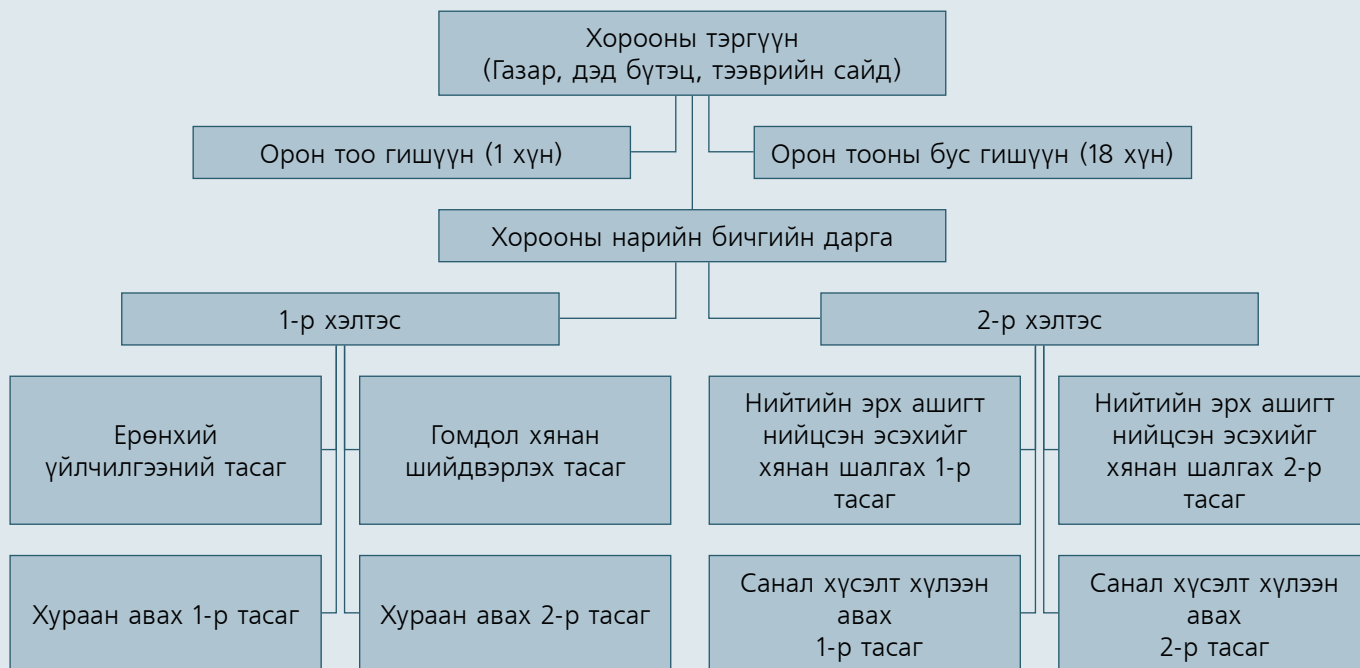 Хорооны тэргүүн
(Газар, дэд бүтэц, тээврийн сайд)
Орон тоо гишүүн (1 хүн)
Орон тооны бус гишүүн (18 хүн)
Хорооны нарийн бичгийн дарга
1-р хэлтэс
2-р хэлтэс
Ерөнхий
үйлчилгээний тасаг
Гомдол хянан
шийдвэрлэх тасаг
Нийтийн эрх ашигт
нийцсэн эсэхийг
хянан шалгах 1-р
тасаг
Нийтийн эрх ашигт
нийцсэн эсэхийг
хянан шалгах 2-р
тасаг
Хураан авах 1-р тасаг
Хураан авах 2-р тасаг
Санал хүсэлт хүлээн
авах
1-р тасаг
Санал хүсэлт хүлээн
авах
2-р тасаг